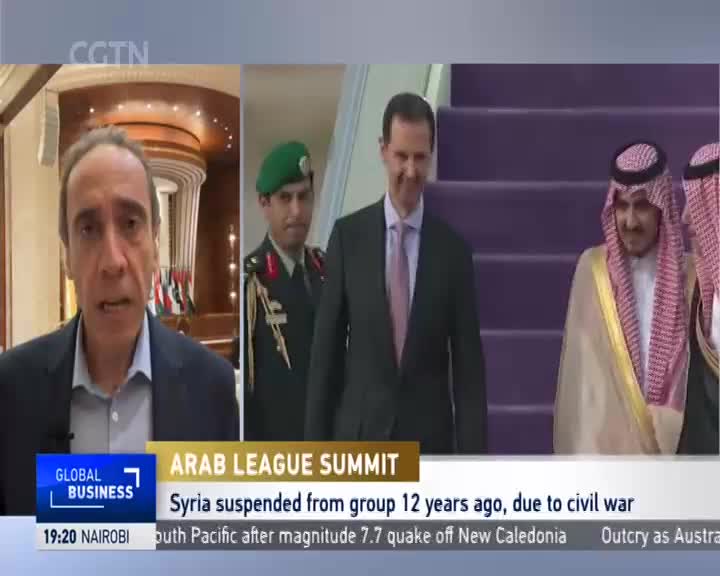 CGTN
ARAB LEAGUE SUMMIT
GLOBAL
BUSINESS
Syria suspended from group 12 years ago, due to civil war
19:20 NAIROBI
outh Pacific after magnitude 7.7 quake off New Caledonia Outcry as Austra